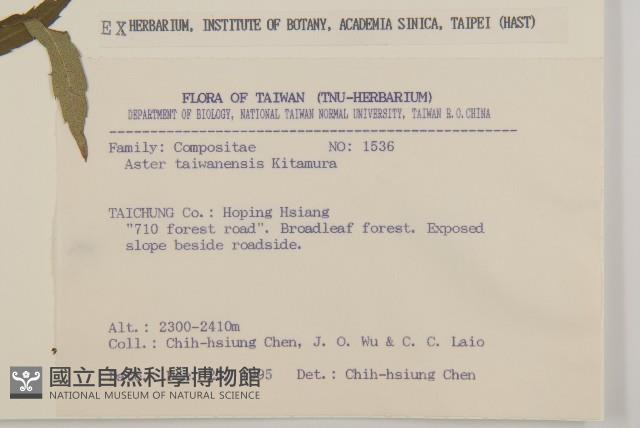 EX HERBARIUM, INSTITUTE OF BOTANY, ACADEMIA SINICA, TAIPEI (HAST)
FLORA OF TAIWAN (TNU-HERBARIUM)
DEPARTMENT OF BIOLOGY, NATIONAL TAIWAN NORMAL UNIVERSITY, TAIWAN R.O.CHINA
Family: Compositae NO: 1536
Aster taiwanensis Kitamura
TAICHUNG Co.: Hoping Hsiang
"710 forest road". Broadleaf forest. Exposed
slope beside roadside.
Alt.: 2300-2410m
Coll.: Chih-hsiung Chen, J. O. Wu & C. C. Laio
95 Det.: Chih-hsiung Chen
國立自然科學博物館
NATIONAL MUSEUM OF NATURAL SCIENCE